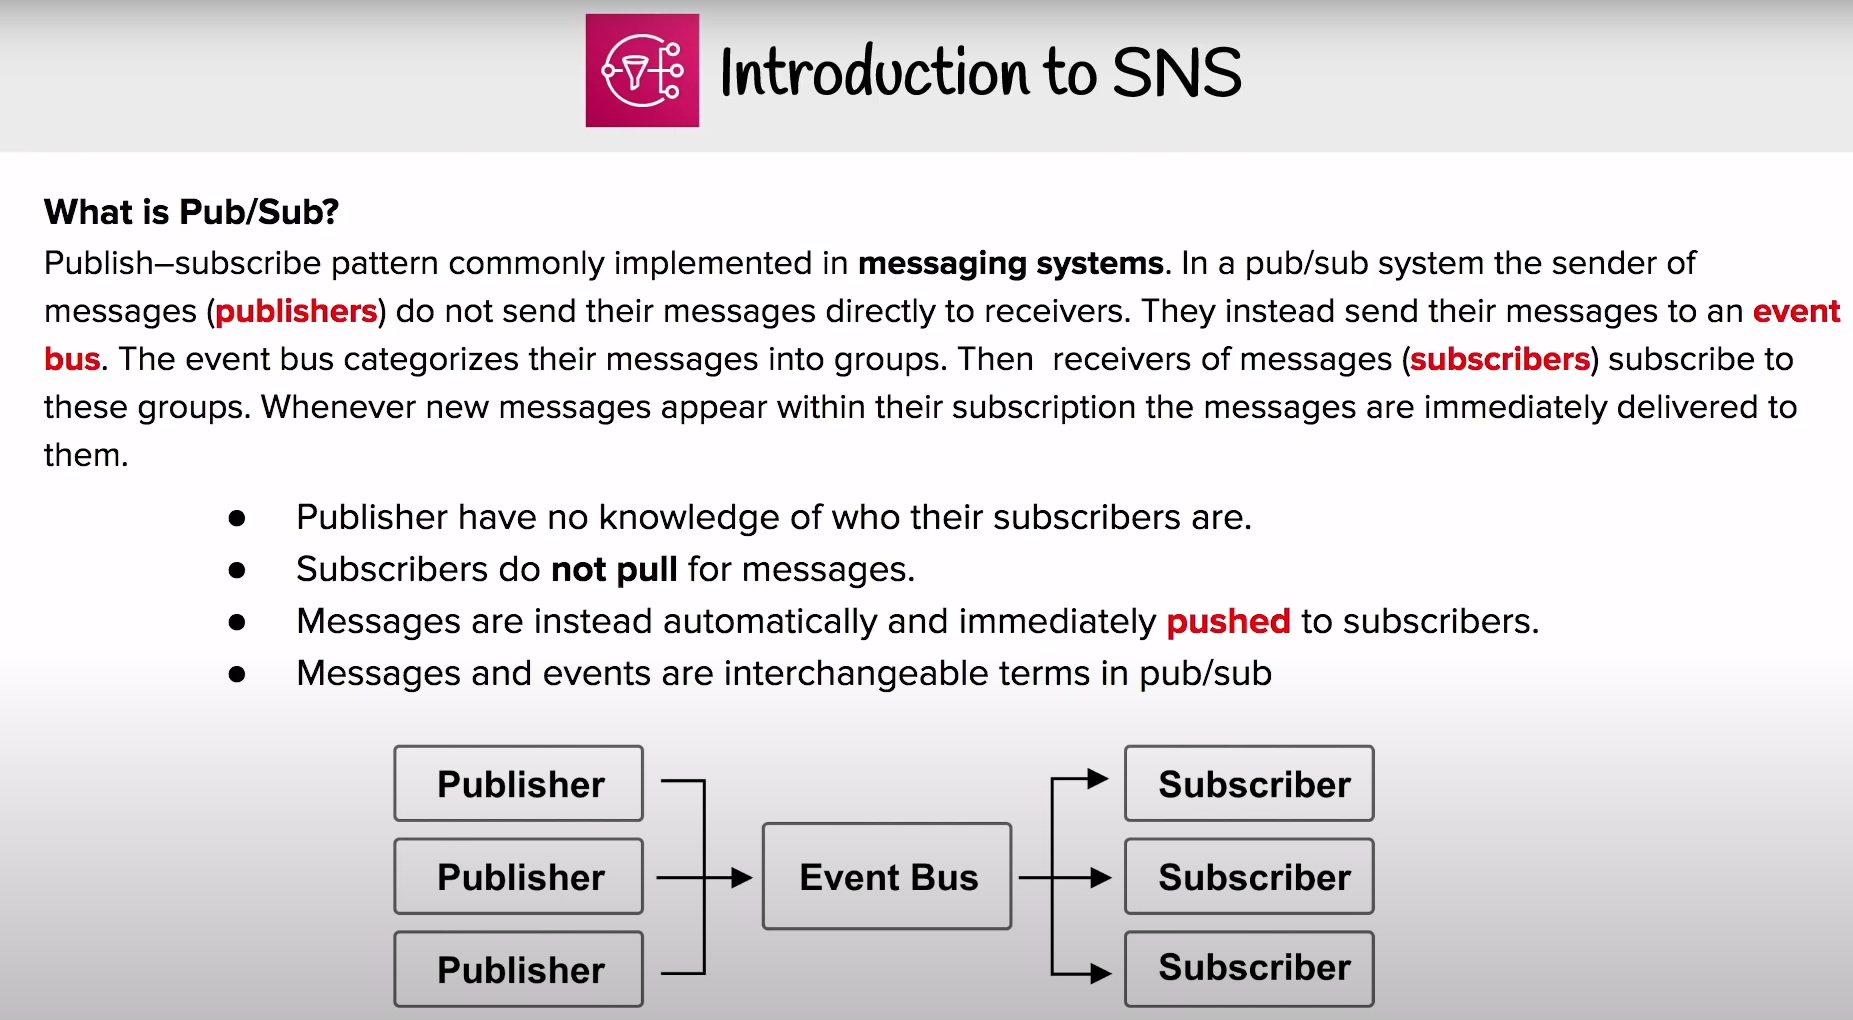 Introduction to SNS
What is Pub/Sub?
Publish–subscribe pattern commonly implemented in messaging systems. In a pub/sub system the sender of
messages (publishers) do not send their messages directly to receivers. They instead send their messages to an event
bus. The event bus categorizes their messages into groups. Then  receivers of messages (subscribers) subscribe to
these groups. Whenever new messages appear within their subscription the messages are immediately delivered to
them.
● Publisher have no knowledge of who their subscribers are.
● Subscribers do not pull for messages.
● Messages are instead automatically and immediately pushed to subscribers.
● Messages and events are interchangeable terms in pub/sub
Publisher
Publisher
Publisher
Event Bus
Subscriber
Subscriber
Subscriber